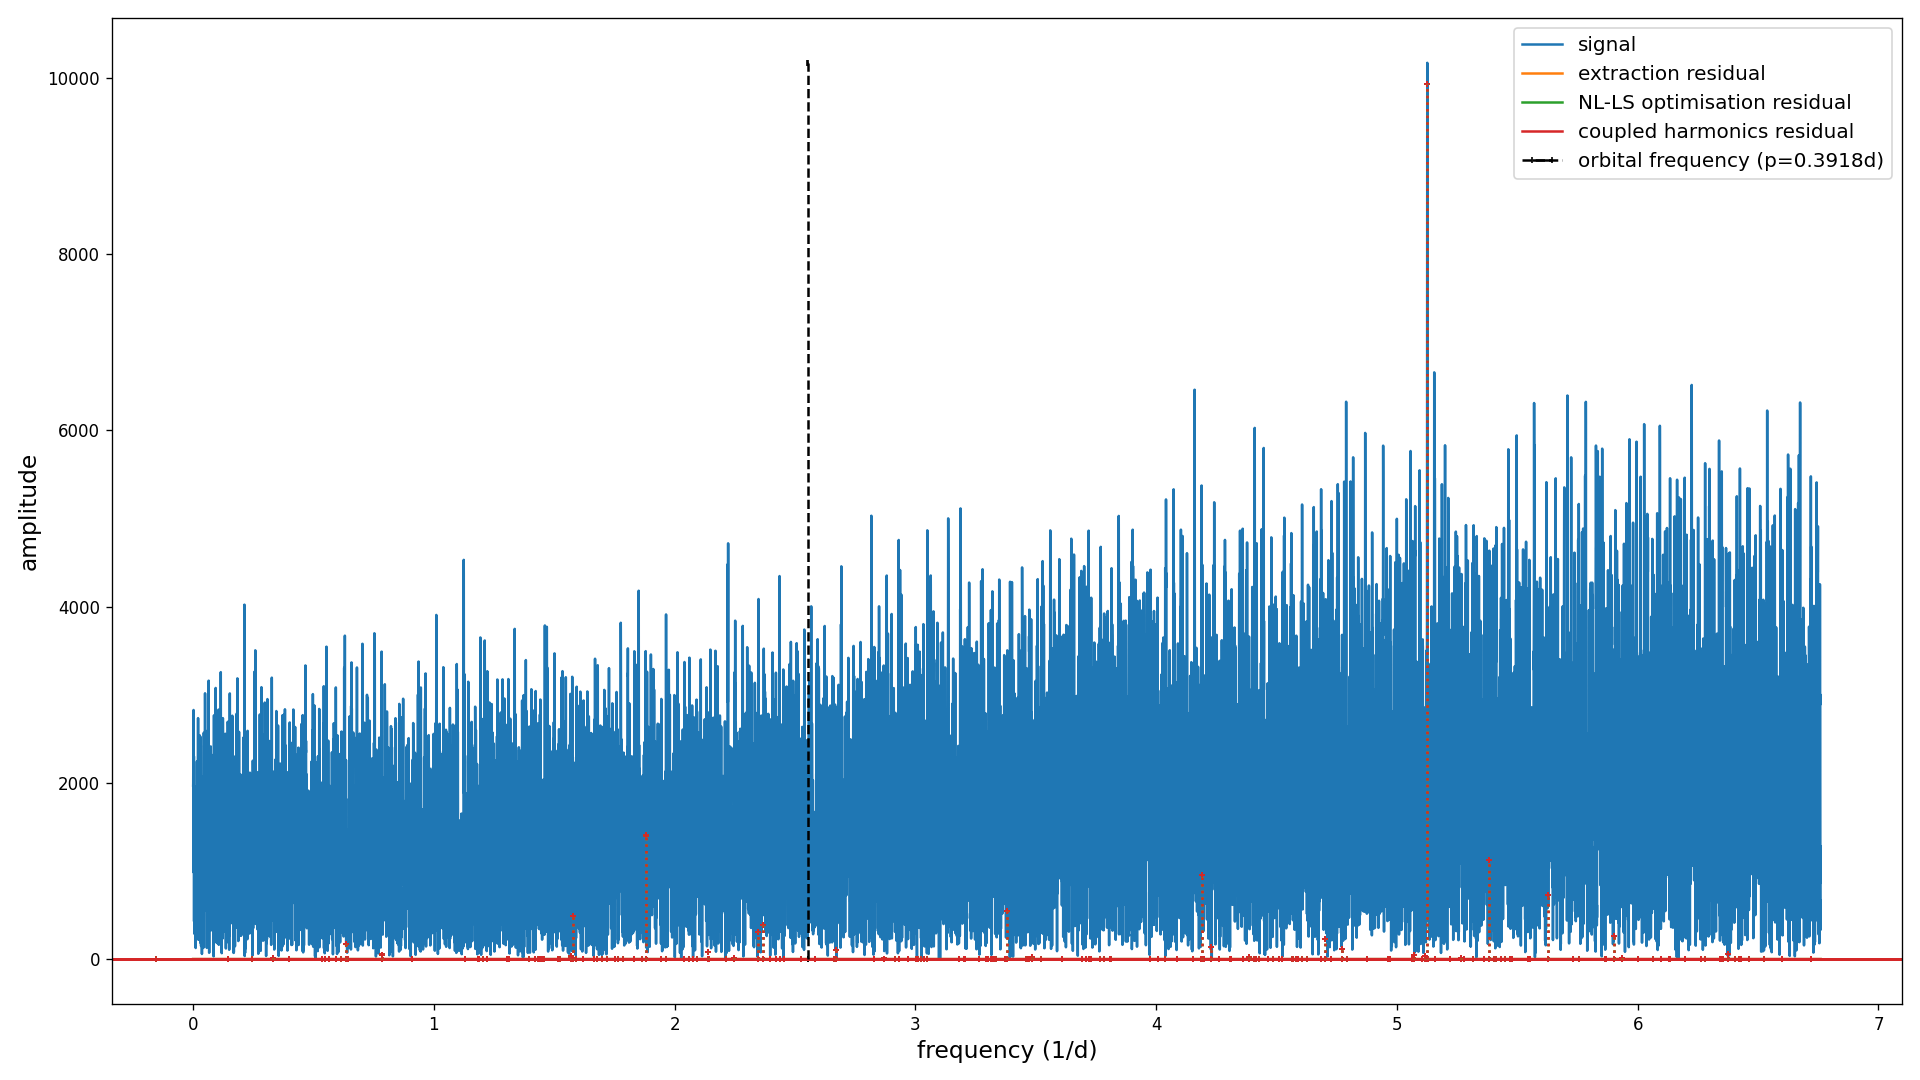 signal
extraction residual
NL-LS optimisation residual
coupled harmonics residual
orbital frequency (p=0.3918d)
10000
8000
6000
4000
2000
0
amplitude
0 1 2 3 4 5 6 7
frequency (1/d)